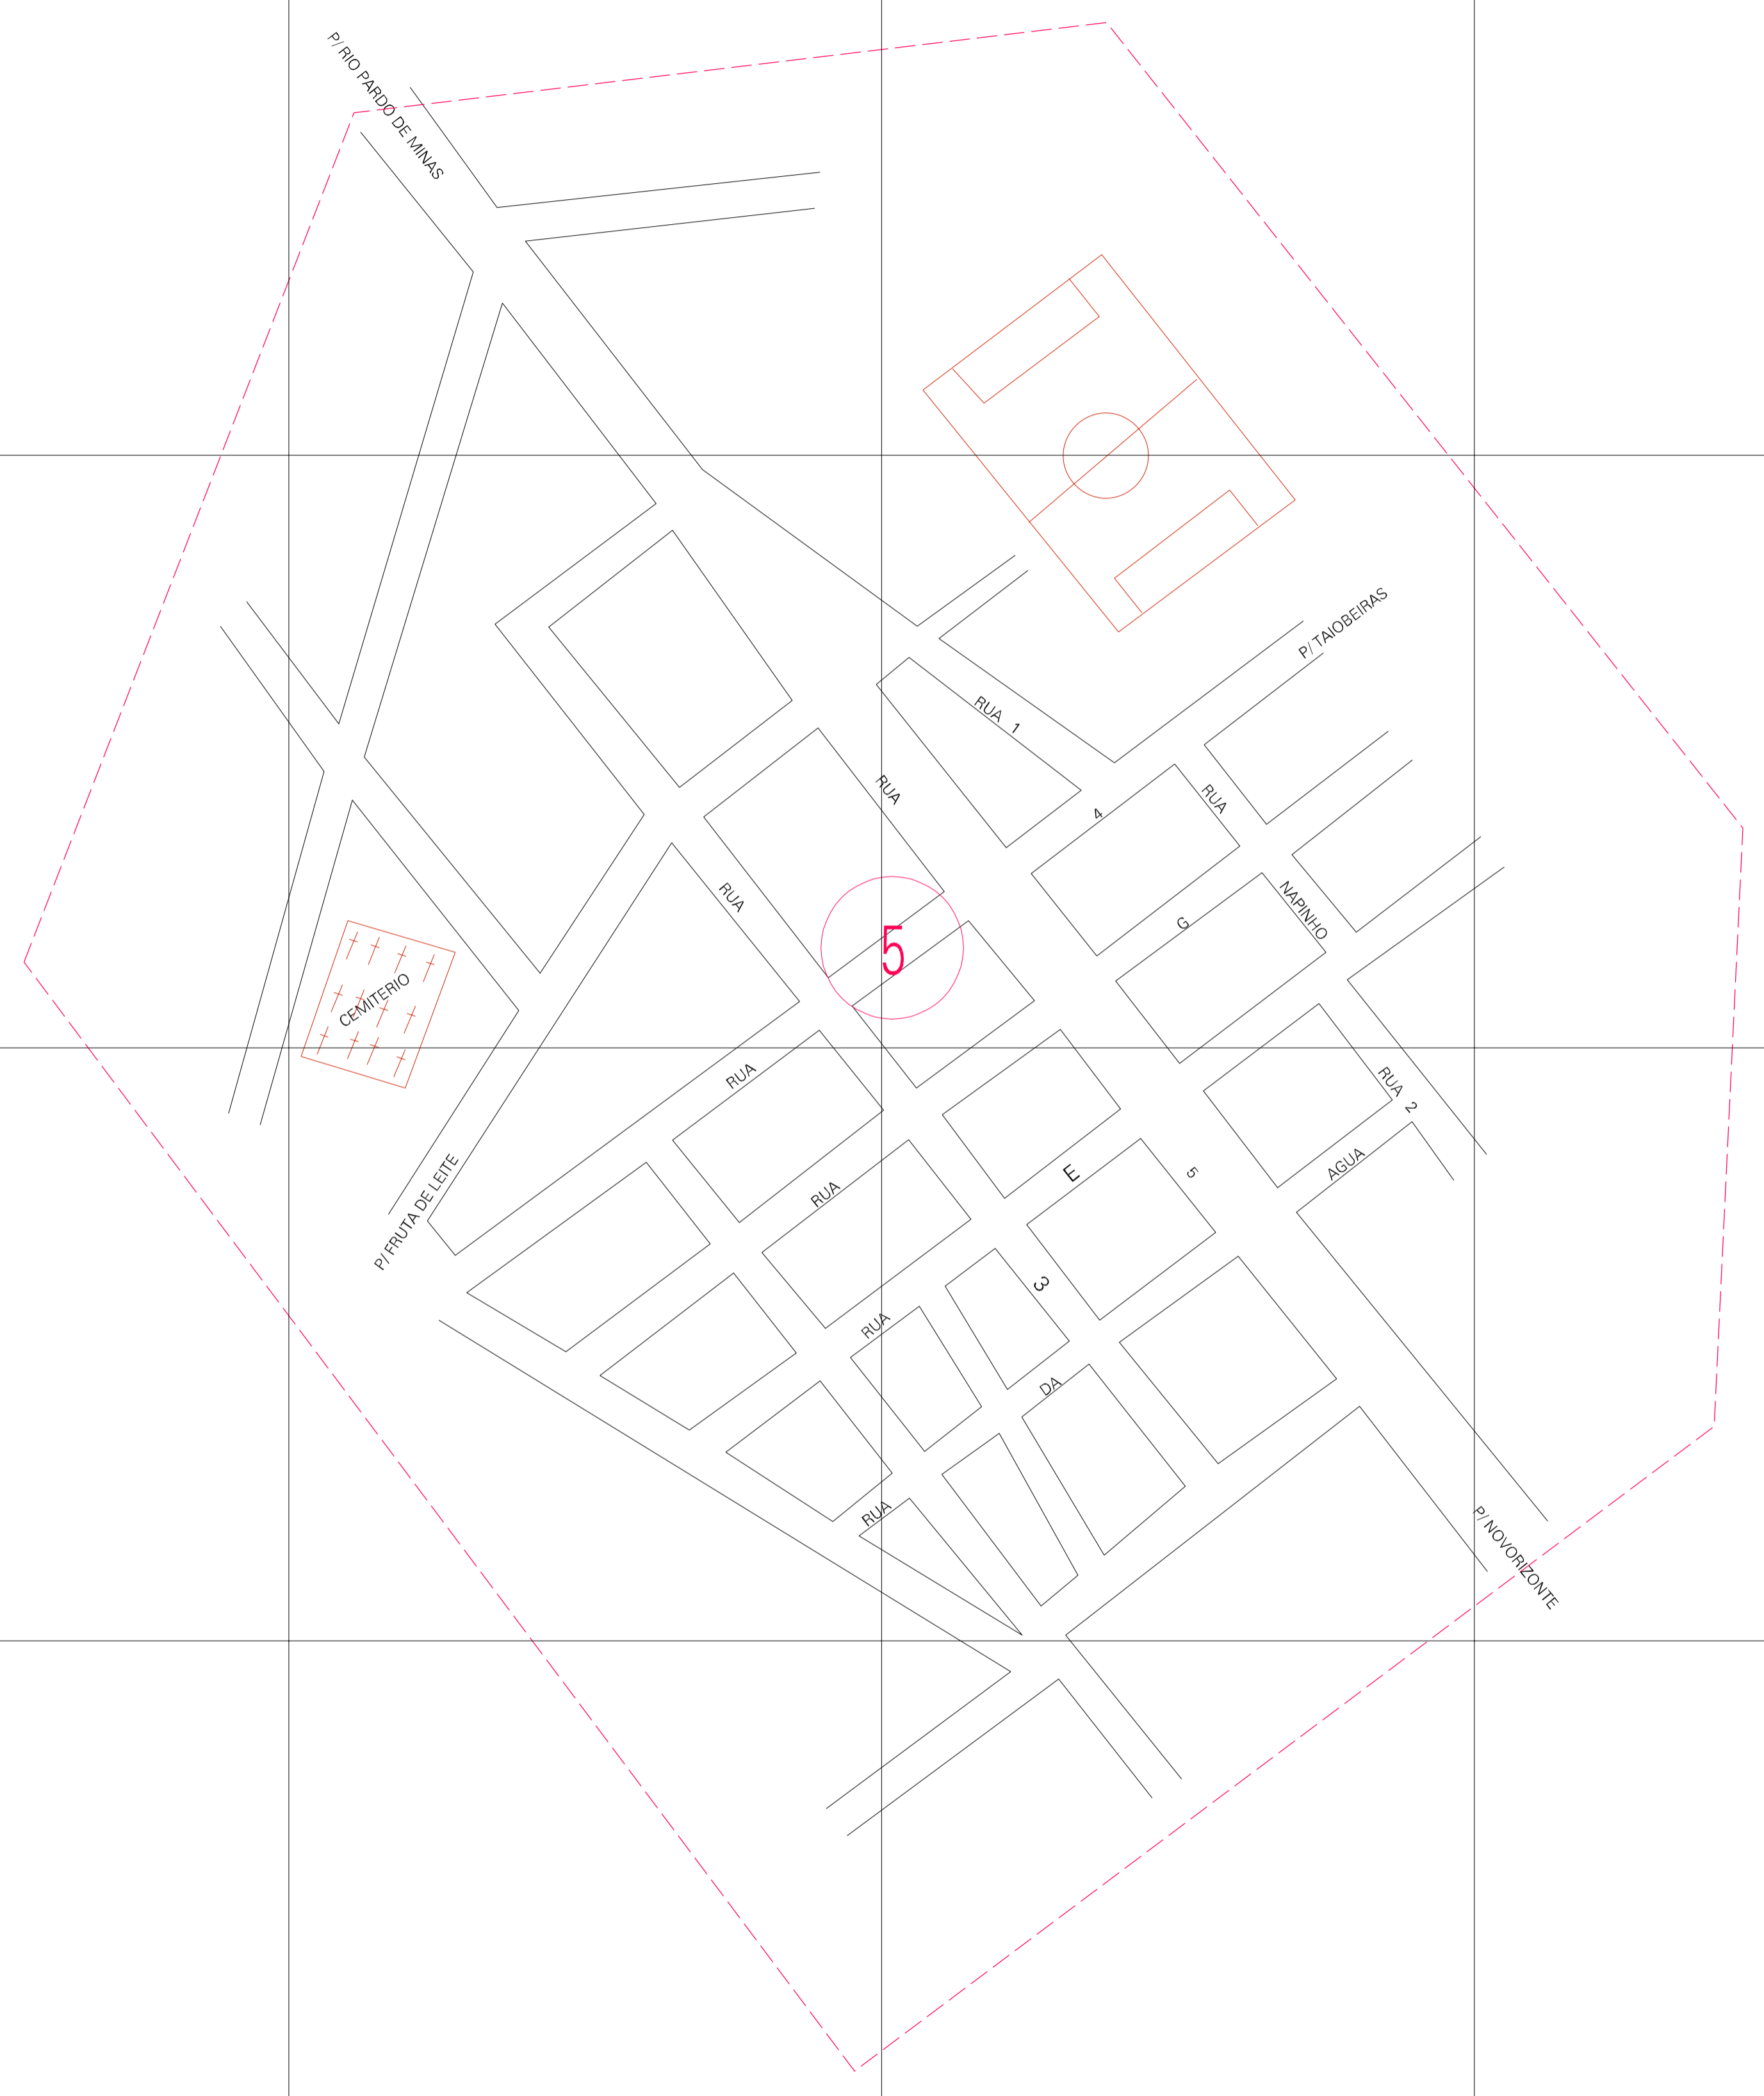 P/ RIO PARDO DE MINAS
P/ TAIOBEIRAS
RUA 1
RUA
4
RUA
NAPINHO
RUA
G
5
CEMITERIO
RUA
RUA 2
AGUA
P/ FRUTA DE LEITE
RUA
E
5
3
RUA
DA
RUA
P/ NOVORIZONTE